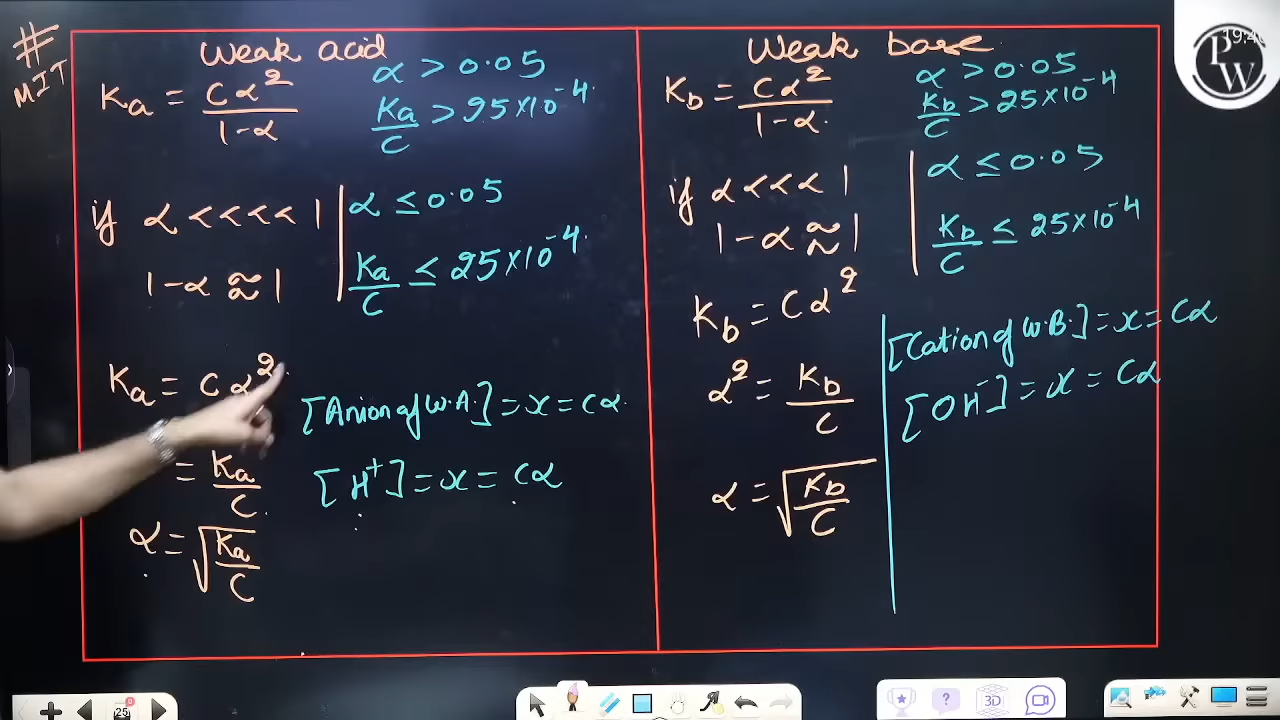 #
MIT
Weak acid
Ka = Cα² / 1-α
α > 0.05
Ka/C > 25×10⁻⁴
if α <<<< 1
1-α ≈ 1
α ≤ 0.05
Ka/C ≤ 25×10⁻⁴
Ka = Cα²
[Anion of W.A.] = x = Cα
= Ka/C
[H⁺] = x = Cα
α = √(Ka/C)
Weak base
Kb = Cα² / 1-α
α > 0.05
Kb/C > 25×10⁻⁴
if α <<< 1
1-α ≈ 1
α ≤ 0.05
Kb/C ≤ 25×10⁻⁴
Kb = Cα²
[Cation of W.B.] = x = Cα
α² = Kb/C
[OH⁻] = x = Cα
α = √(Kb/C)
PW
29
3D